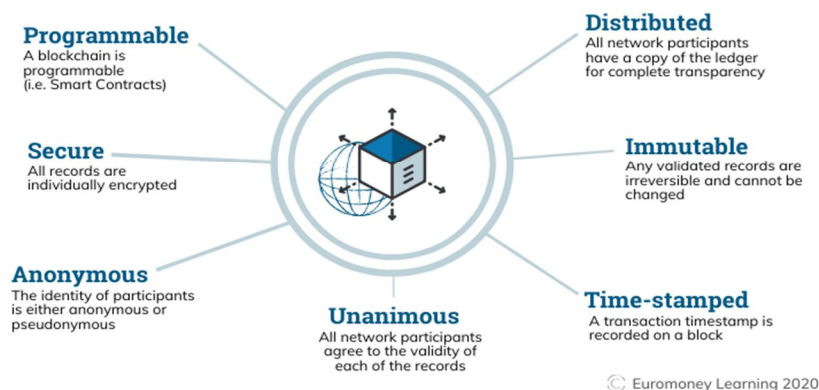 Programmable
A blockchain is
programmable
(i.e. Smart Contracts)
Distributed
All network participants
have a copy of the ledger
for complete transparency
Secure
All records are
individually encrypted
Immutable
Any validated records are
irreversible and cannot be
changed
Anonymous
The identity of participants
is either anonymous or
pseudonymous
Unanimous
All network participants
agree to the validity of
each of the records
Time-stamped
A transaction timestamp is
recorded on a block
© Euromoney Learning 2020